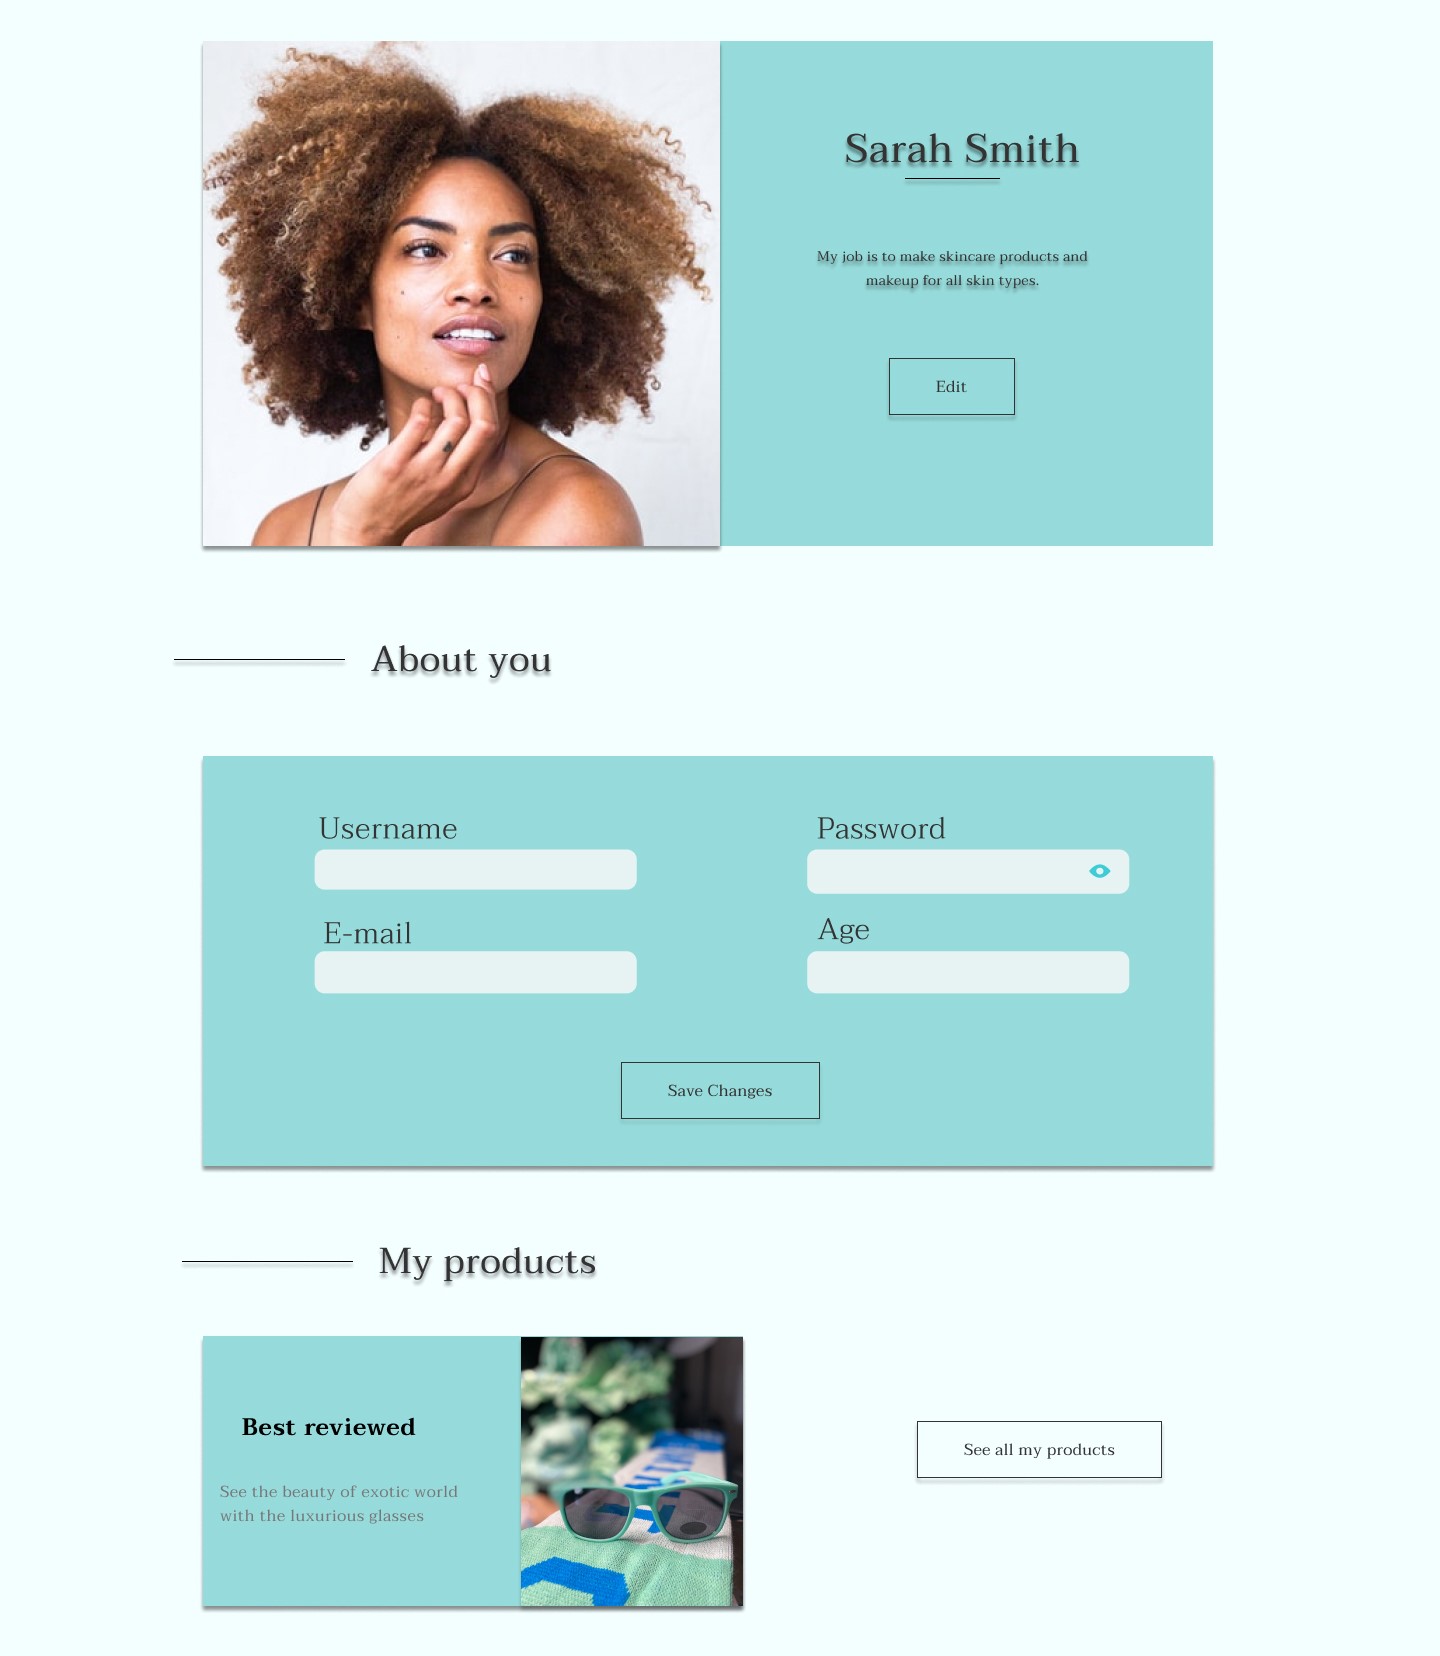 Sarah Smith
My job is to make skincare products and
makeup for all skin types.
Edit
About you
Username
Password
E-mail
Age
Save Changes
My products
Best reviewed
See the beauty of exotic world
with the luxurious glasses
See all my products